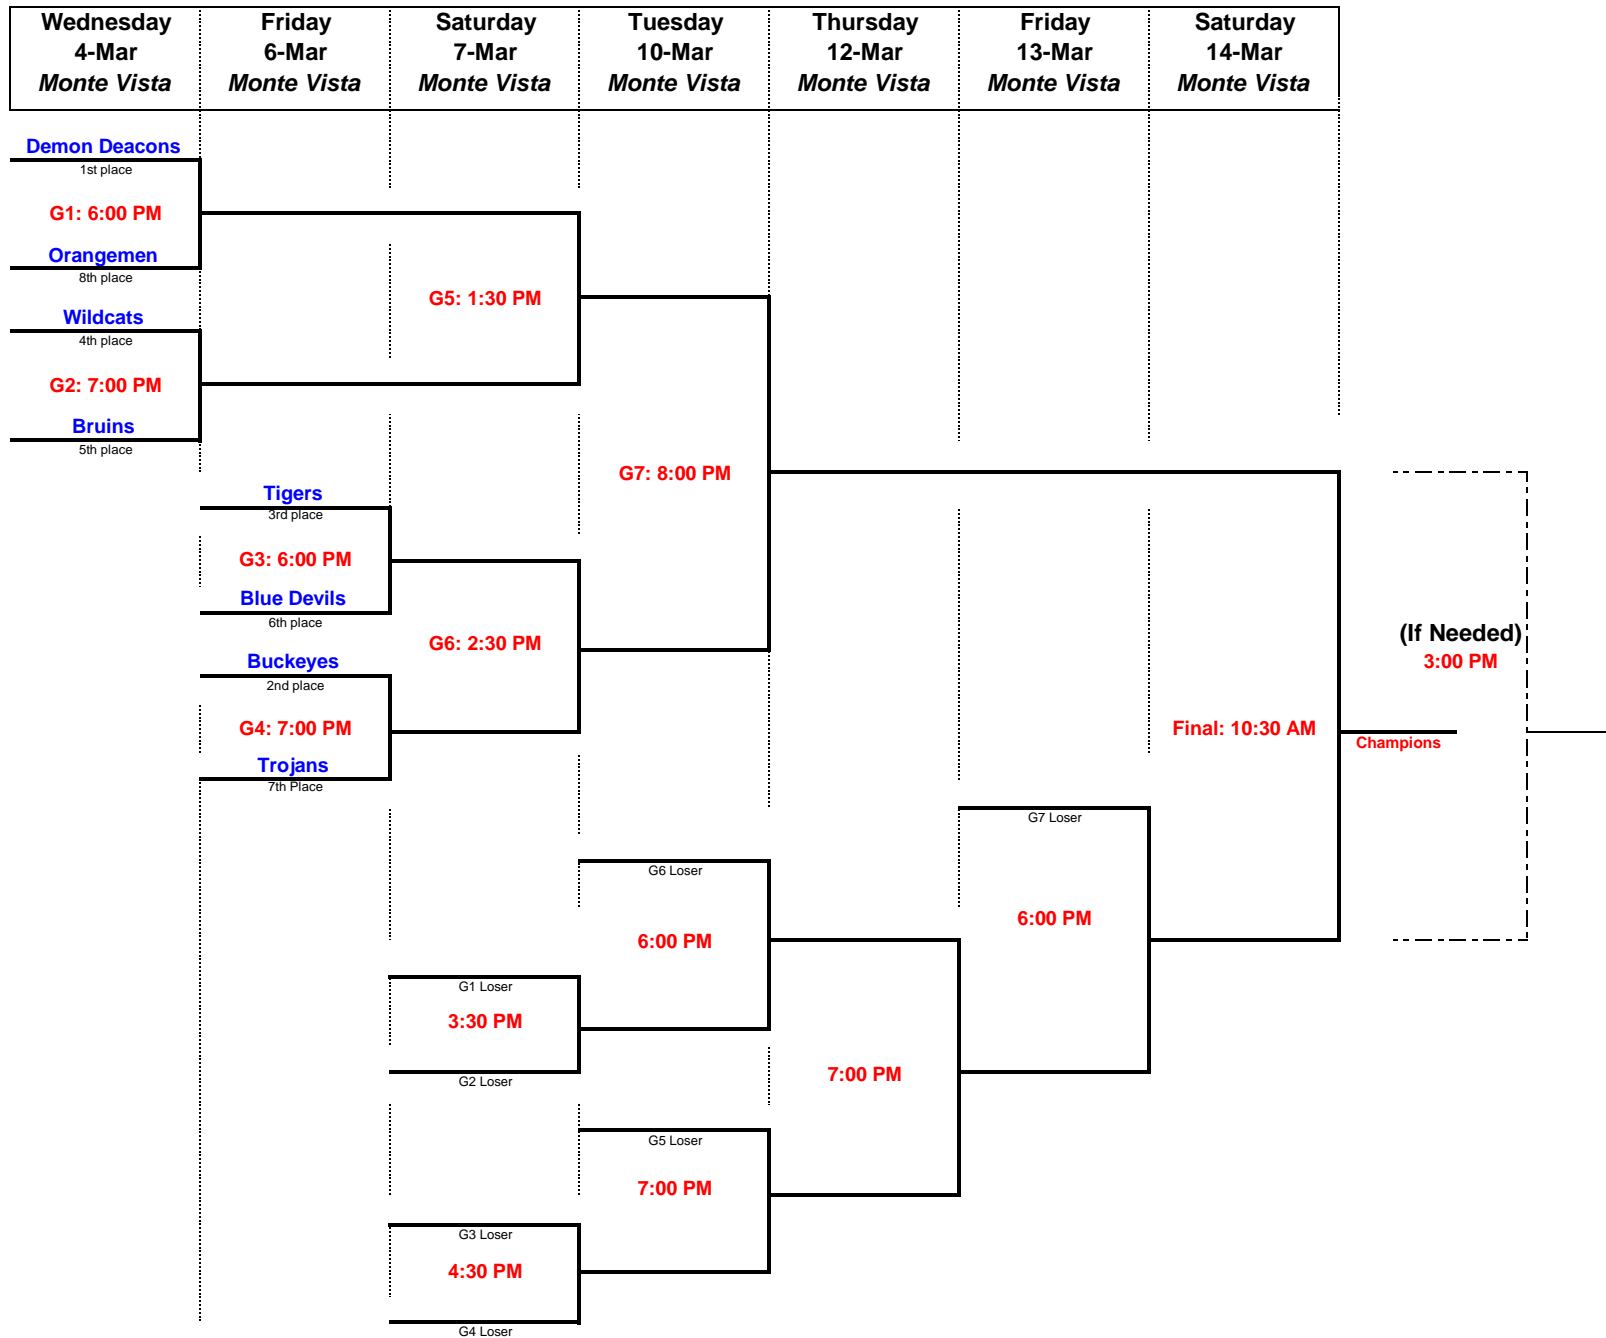 Wednesday Friday Saturday Tuesday Thursday Friday Saturday
4-Mar 6-Mar 7-Mar 10-Mar 12-Mar 13-Mar 14-Mar
Monte Vista Monte Vista Monte Vista Monte Vista Monte Vista Monte Vista Monte Vista
Demon Deacons
1st place
G1: 6:00 PM
Orangemen
8th place
G5: 1:30 PM
Wildcats
4th place
G2: 7:00 PM
Bruins
5th place
G7: 8:00 PM
Tigers
3rd place
G3: 6:00 PM
Blue Devils
6th place
(If Needed)
G6: 2:30 PM
Buckeyes
3:00 PM
2nd place
G4: 7:00 PM
Final: 10:30 AM
Champions
Trojans
7th Place
G7 Loser
G6 Loser
6:00 PM
6:00 PM
G1 Loser
3:30 PM
G2 Loser
7:00 PM
G5 Loser
7:00 PM
G3 Loser
4:30 PM
G4 Loser